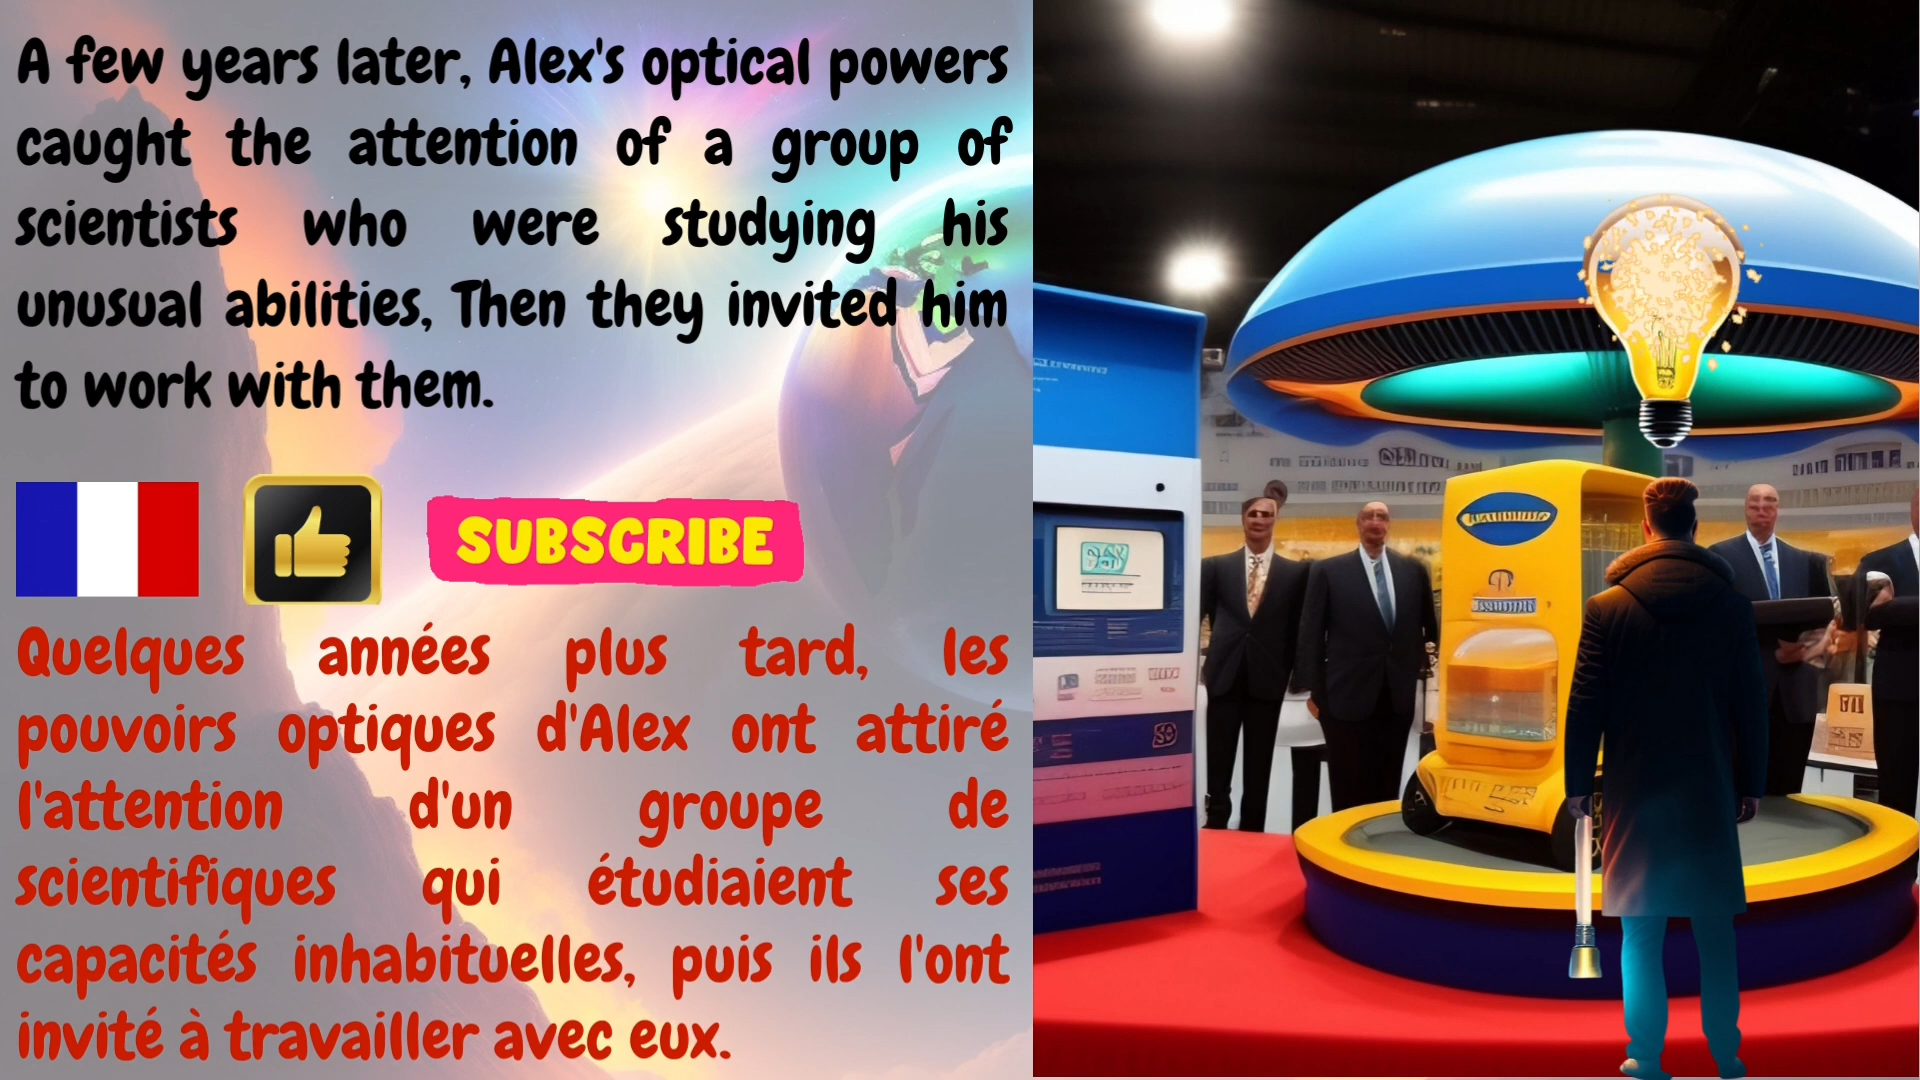 A few years later, Alex's optical powers
caught the attention of a group of
scientists who were studying his
unusual abilities, Then they invited him
to work with them.
SUBSCRIBE
Quelques années plus tard, les
pouvoirs optiques d'Alex ont attiré
l'attention d'un groupe de
scientifiques qui étudiaient ses
capacités inhabituelles, puis ils l'ont
invité à travailler avec eux.